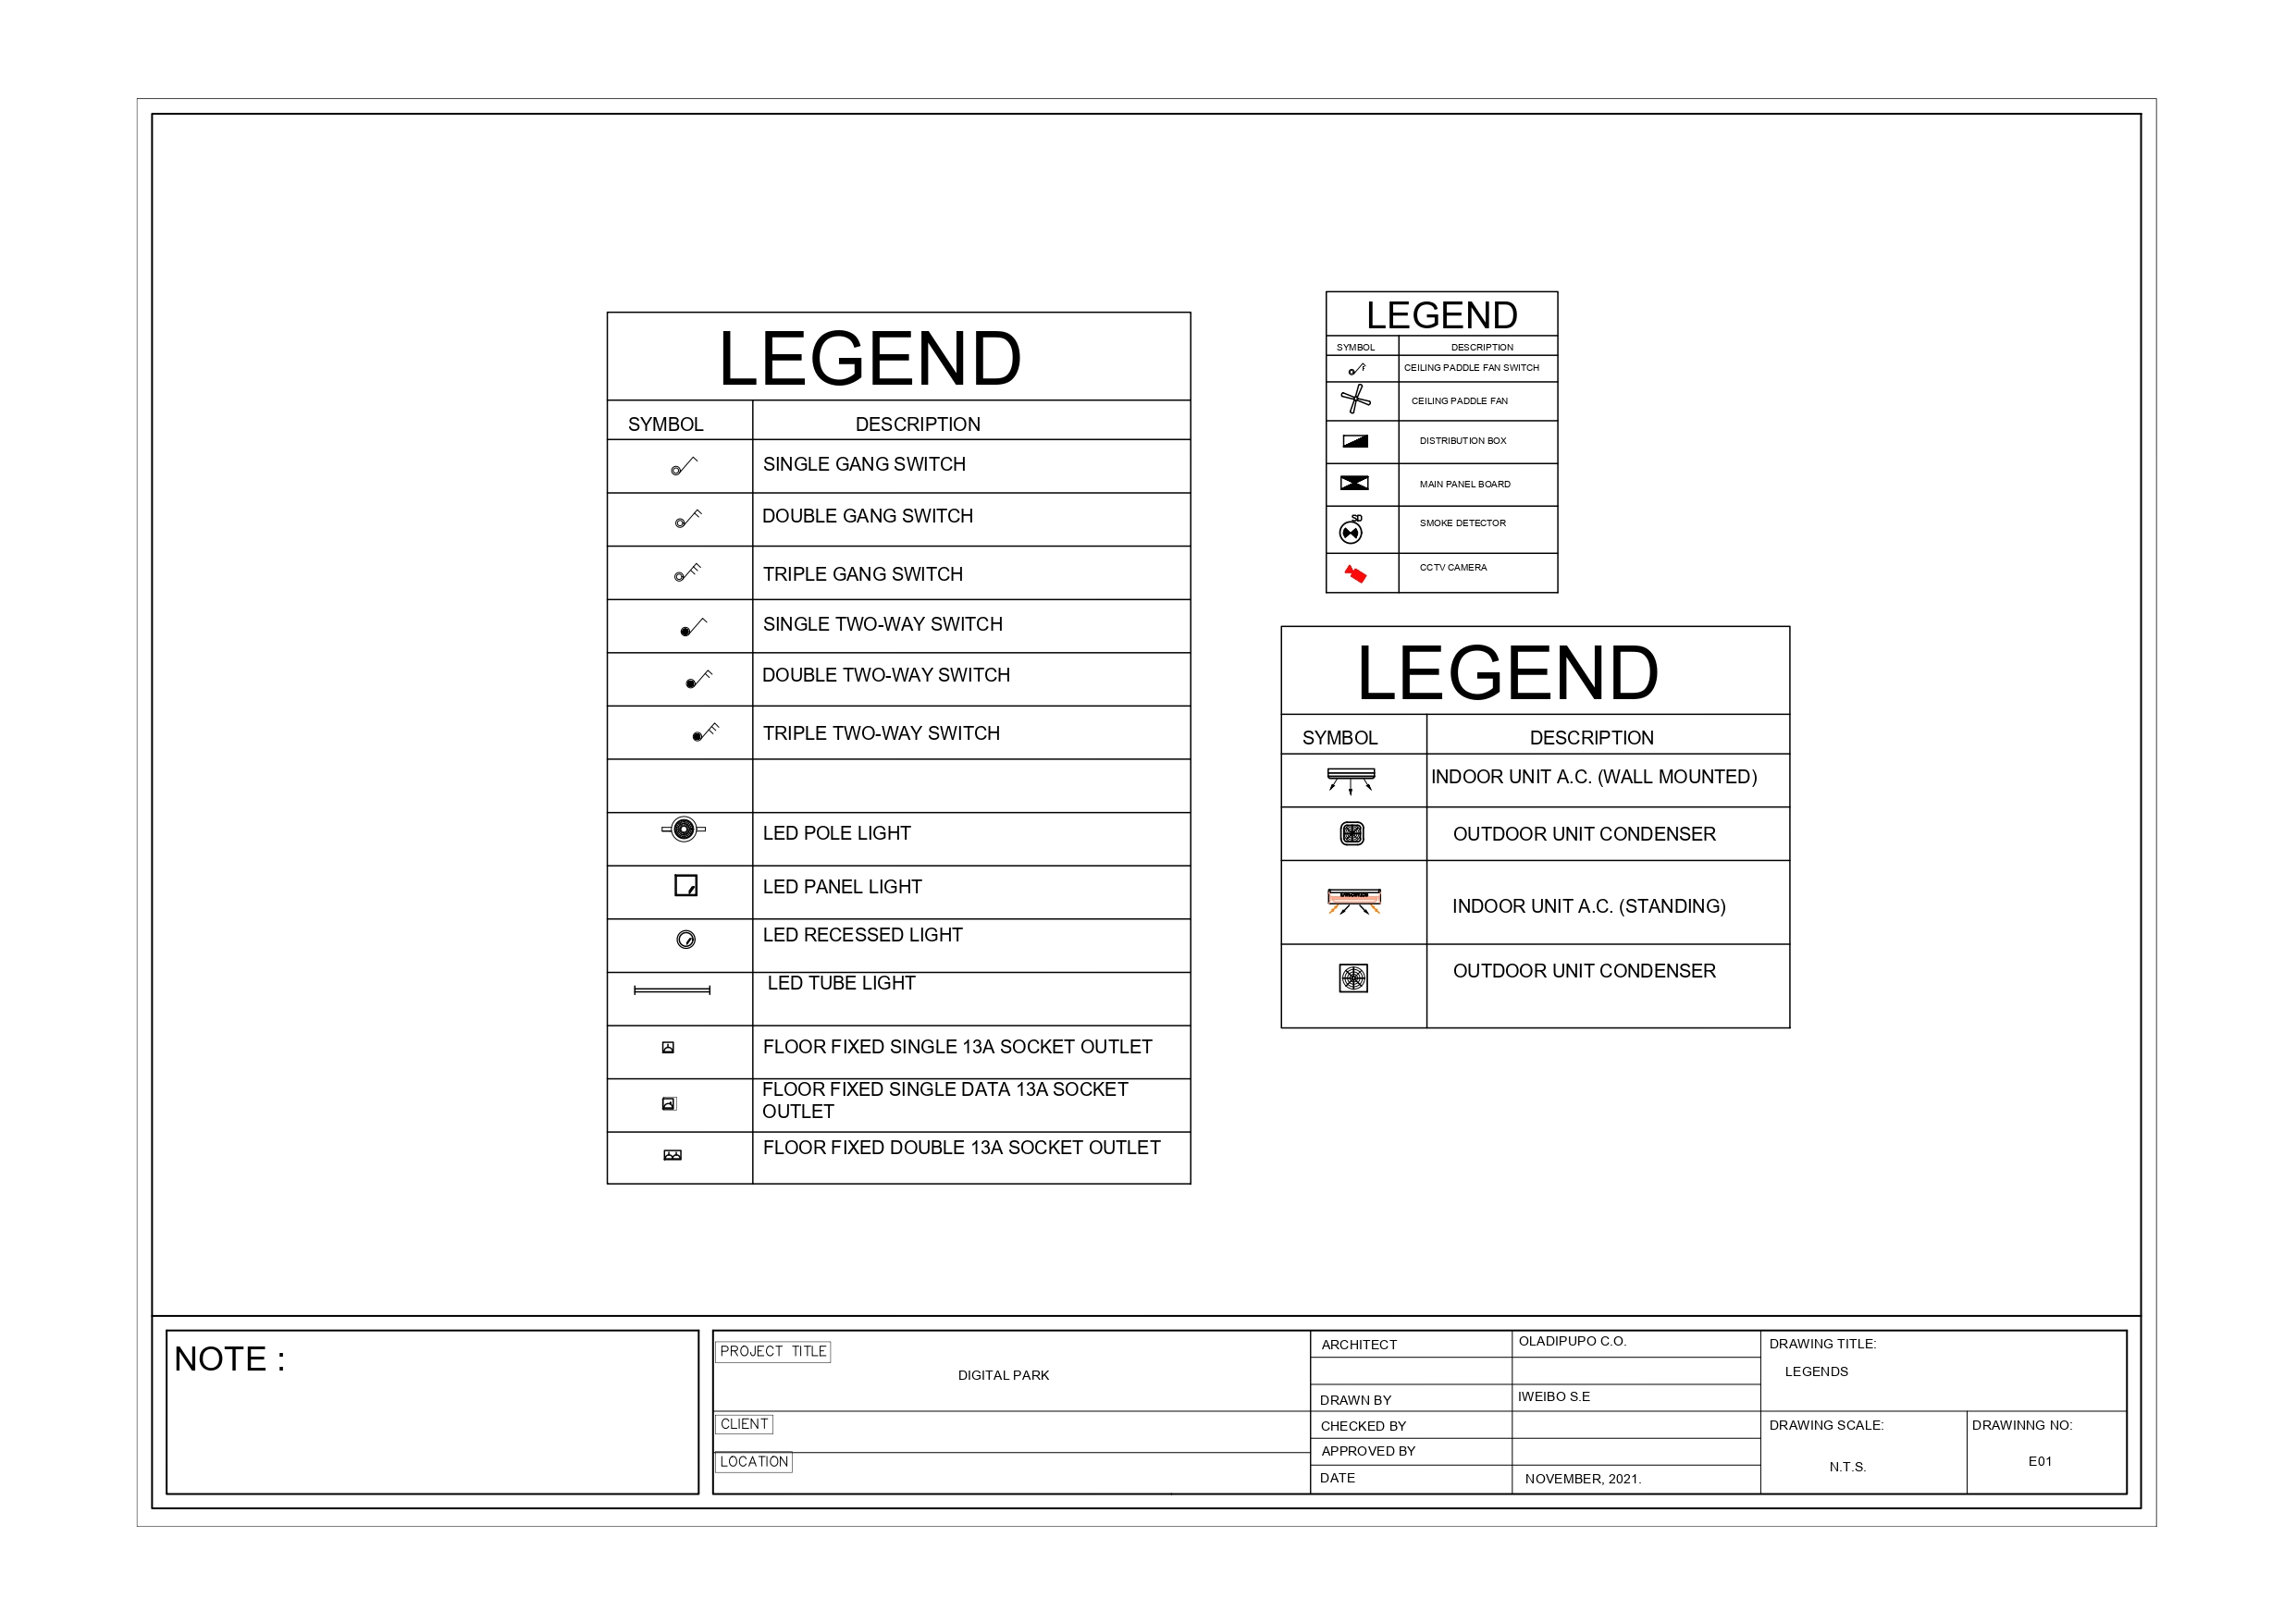 LEGEND
SYMBOL DESCRIPTION
SINGLE GANG SWITCH
DOUBLE GANG SWITCH
TRIPLE GANG SWITCH
SINGLE TWO-WAY SWITCH
DOUBLE TWO-WAY SWITCH
TRIPLE TWO-WAY SWITCH
LED POLE LIGHT
LED PANEL LIGHT
LED RECESSED LIGHT
LED TUBE LIGHT
FLOOR FIXED SINGLE 13A SOCKET OUTLET
FLOOR FIXED SINGLE DATA 13A SOCKET
OUTLET
FLOOR FIXED DOUBLE 13A SOCKET OUTLET
LEGEND
SYMBOL DESCRIPTION
CEILING PADDLE FAN SWITCH
CEILING PADDLE FAN
DISTRIBUTION BOX
MAIN PANEL BOARD
SD
SMOKE DETECTOR
CCTV CAMERA
LEGEND
SYMBOL DESCRIPTION
INDOOR UNIT A.C. (WALL MOUNTED)
OUTDOOR UNIT CONDENSER
INDOOR UNIT A.C. (STANDING)
OUTDOOR UNIT CONDENSER
NOTE :
PROJECT TITLE
DIGITAL PARK
CLIENT
LOCATION
ARCHITECT OLADIPUPO C.O.
DRAWN BY IWEIBO S.E
CHECKED BY
APPROVED BY
DATE NOVEMBER, 2021.
DRAWING TITLE:
LEGENDS
DRAWING SCALE:
N.T.S.
DRAWINNG NO:
E01